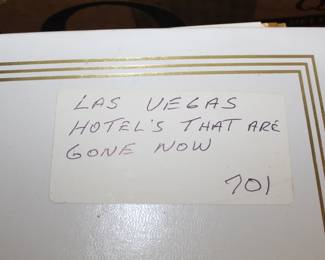 LAS VEGAS
HOTEL'S THAT ARE
GONE NOW
701